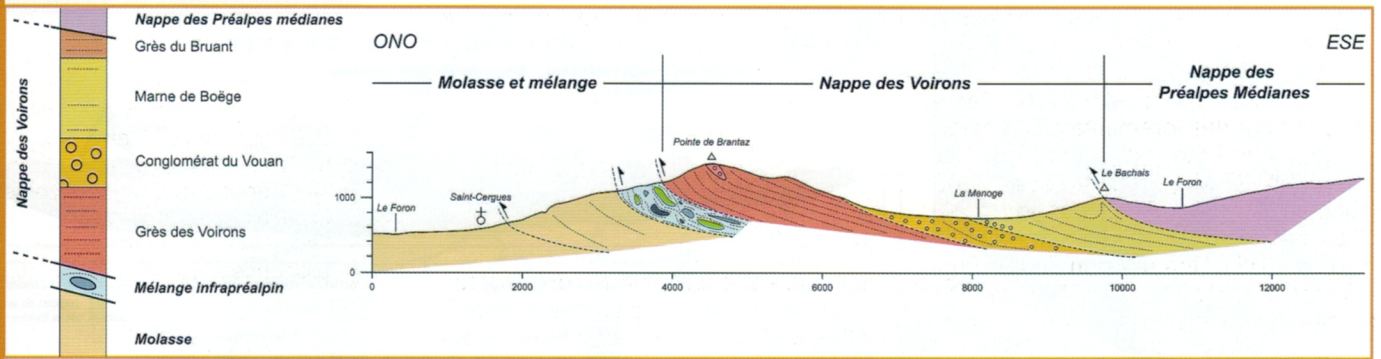 Nappe des Préalpes médianes
Grès du Bruant
Marne de Boëge
Conglomérat du Vouan
Grès des Voirons
Mélange infrapréalpin
Molasse
Nappe des Voirons
ONO
ESE
Molasse et mélange
Nappe des Voirons
Nappe des
Préalpes Médianes
Pointe de Brantaz
Le Foron
Saint-Cergues
La Menoge
Le Bachais
Le Foron
1000
0
0
2000
4000
6000
8000
10000
12000